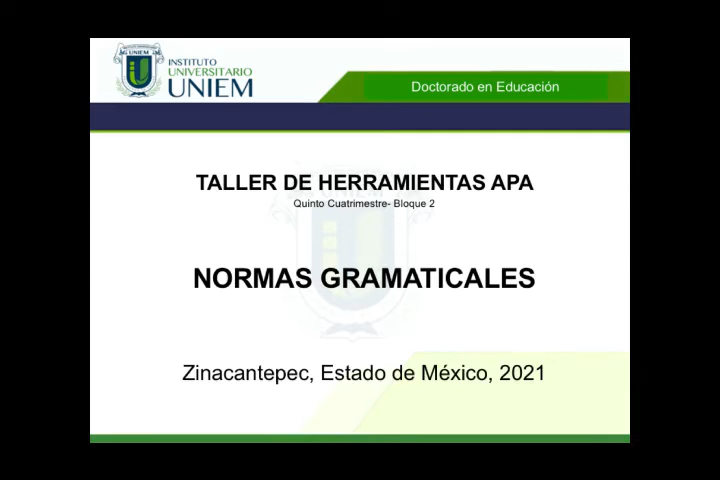 UNIEM
INSTITUTO
UNIVERSITARIO
UNIEM
Doctorado en Educación
TALLER DE HERRAMIENTAS APA
Quinto Cuatrimestre- Bloque 2
NORMAS GRAMATICALES
Zinacantepec, Estado de México, 2021